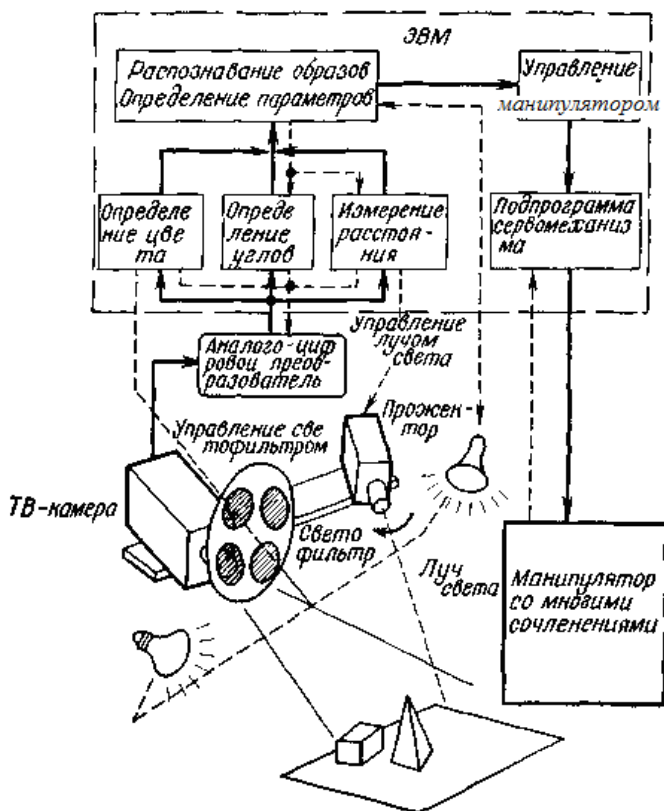 ЭВМ
Распознавание образов
Определение параметров
Управление
манипулятором
Определе
ние цвета
та
Опреде
ление углов
Измерение
расстоя-
ния
Подпрограмма
сервомеханиз
ма
Управление
лучом
света
Аналого-циф
ровой преоб-
разователь
Прожек-
тор
Управление све
тофильтром
ТВ-камера
Свето
фильтр
Луч
света
Манипулятор
со многими
сочленениями